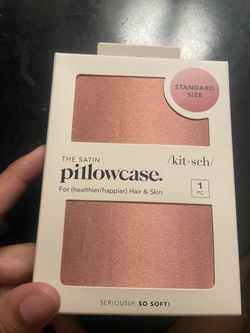 STANDARD
SIZE
THE SATIN
pillowcase.
For (healthier/happier) Hair & Skin
/kit•sch/
1
PC
SERIOUSLY, SO SOFT!